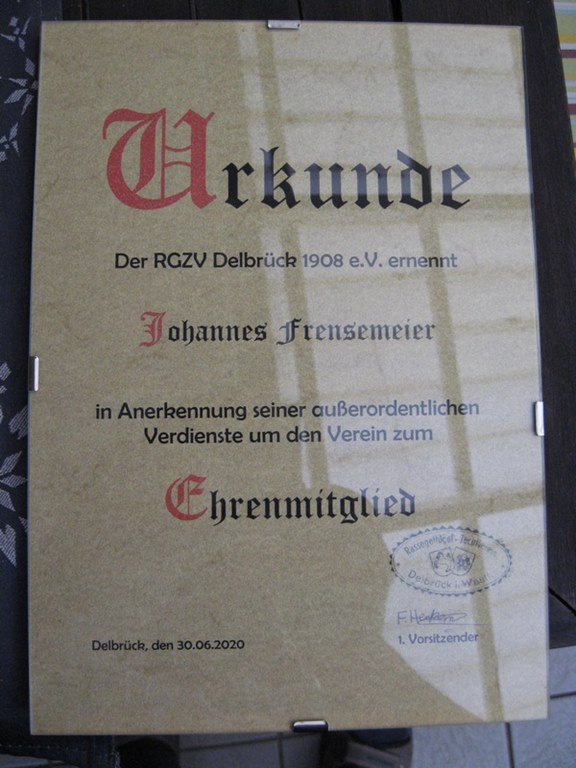 Urkunde
Der RGZV Delbrück 1908 e.V. ernennt
Johannes Frensemeier
in Anerkennung seiner außerordentlichen
Verdienste um den Verein zum
Ehrenmitglied
Delbrück
Delbrück, den 30.06.2020
1. Vorsitzender